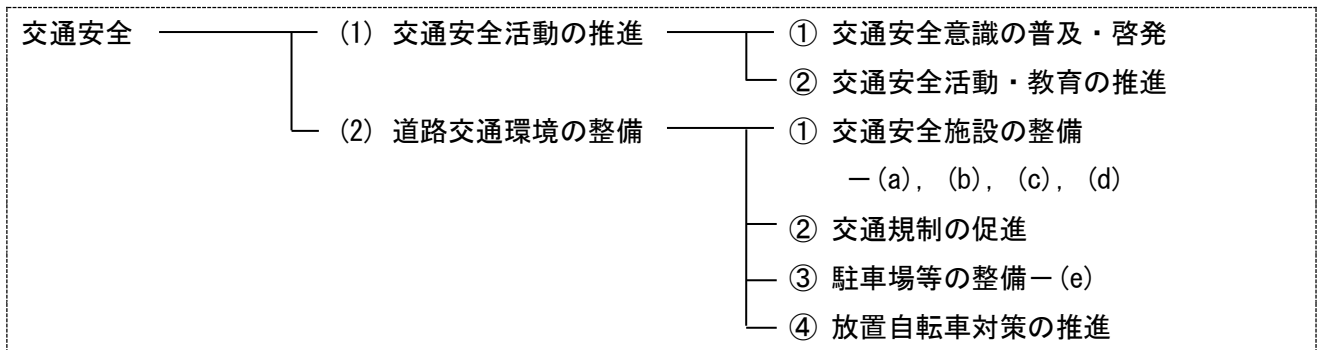 交通安全 (1) 交通安全活動の推進 ① 交通安全意識の普及・啓発
② 交通安全活動・教育の推進
(2) 道路交通環境の整備 ① 交通安全施設の整備
－(a), (b), (c), (d)
② 交通規制の促進
③ 駐車場等の整備－(e)
④ 放置自転車対策の推進